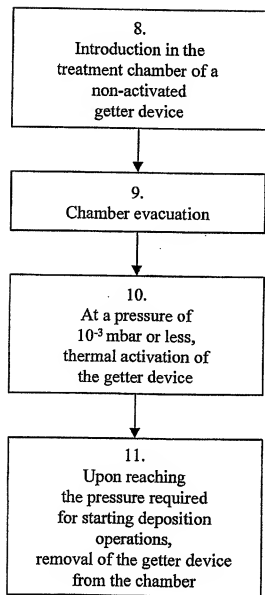 8.
Introduction in the
treatment chamber of a
non-activated
getter device
9.
Chamber evacuation
10.
At a pressure of
10⁻³ mbar or less,
thermal activation of
the getter device
11.
Upon reaching
the pressure required
for starting deposition
operations,
removal of the getter device
from the chamber